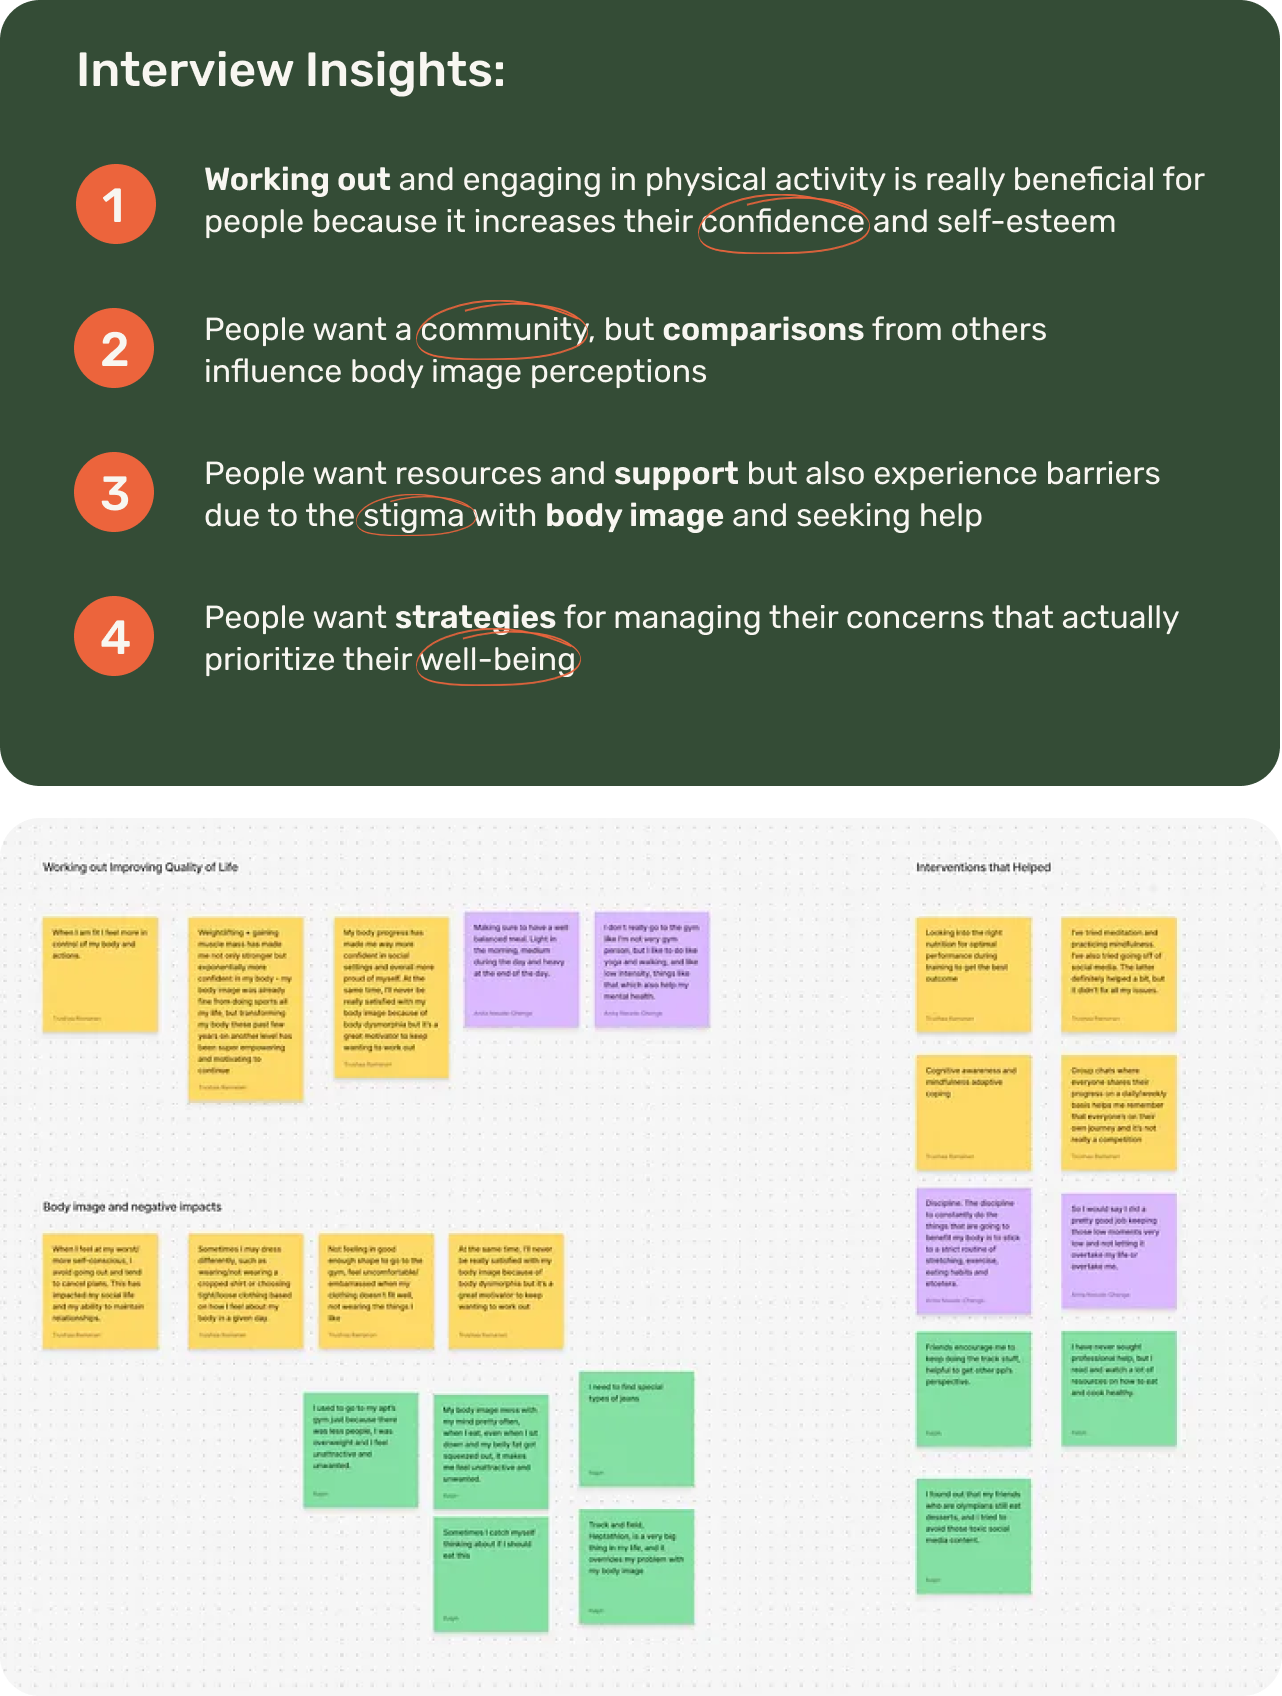 Interview Insights:
1
Working out and engaging in physical activity is really beneficial for
people because it increases their confidence and self-esteem
2
People want a community, but comparisons from others
influence body image perceptions
3
People want resources and support but also experience barriers
due to the stigma with body image and seeking help
4
People want strategies for managing their concerns that actually
prioritize their well-being
Working out Improving Quality of Life
When I am fit I feel more in
control of my body and
actions.
Weightlifting + gaining
muscle mass has made
me not only stronger but
exponentially more
confident in my body - my
body image was already
fine from doing sports all
my life, but transforming
my body these past few
years on another level has
been super empowering
and motivating to
continue
My body progress has
made me way more
confident in social
settings and overall more
proud of myself. At the
same time, I'll never be
really satisfied with my
body image because of
body dysmorphia but it's a
great motivator to keep
wanting to work out
Making sure to have a well
balanced meal. Light in
the morning, medium
during the day and heavy
at the end of the day.
I don't really go to the gym
like I'm not very gym
person, but I like to do like
yoga and walking, and like
low intensity, things like
that which also help my
mental health.
Interventions that Helped
Looking into the right
nutrition for optimal
performance during
training to get the best
outcome
I've tried meditation and
practicing mindfulness.
I've also tried going off of
social media. The latter
definitely helped a bit, but
it didn't fix all my issues.
Cognitive awareness and
mindfulness adaptive
coping
Group chats where
everyone shares their
progress on a daily/weekly
basis helps me remember
that everyone's on their
own journey and it's not
really a competition
Discipline. The discipline
to constantly do the
things that are going to
benefit my body is to stick
to a strict routine of
stretching, exercise,
eating habits and
etcetera.
So I would say I did a
pretty good job keeping
those low moments very
low and not letting it
overtake my life or
overtake me.
Friends encourage me to
keep doing the track stuff,
helpful to get other ppl's
perspective.
Ralph
I have never sought
professional help, but I
read and watch a lot of
resources on how to eat
and cook healthy.
Ralph
I found out that my friends
who are olympians still eat
desserts, and I tried to
avoid those toxic social
media content.
Ralph
Body image and negative impacts
When I feel at my worst/
more self-conscious, I
avoid going out and tend
to cancel plans. This has
impacted my social life
and my ability to maintain
relationships.
Sometimes I may dress
differently, such as
wearing/not wearing a
cropped shirt or choosing
tight/loose clothing based
on how I feel about my
body in a given day.
Not feeling in good
enough shape to go to the
gym, feel uncomfortable/
embarrassed when my
clothing doesn't fit well,
not wearing the things I
like
At the same time, I'll never
be really satisfied with my
body image because of
body dysmorphia but it's a
great motivator to keep
wanting to work out
I used to go to my apt's
gym just because there
was less people, I was
overweight and I feel
unattractive and
unwanted.
Ralph
My body image mess with
my mind pretty often,
when I eat, even when I sit
down and my belly fat got
squeezed out, it makes
me feel unattractive and
unwanted.
Ralph
I need to find special
types of jeans
Ralph
Sometimes I catch myself
thinking about if I should
eat this
Ralph
Track and field,
Heptathlon, is a very big
thing in my life, and it
overrides my problem with
my body image
Ralph